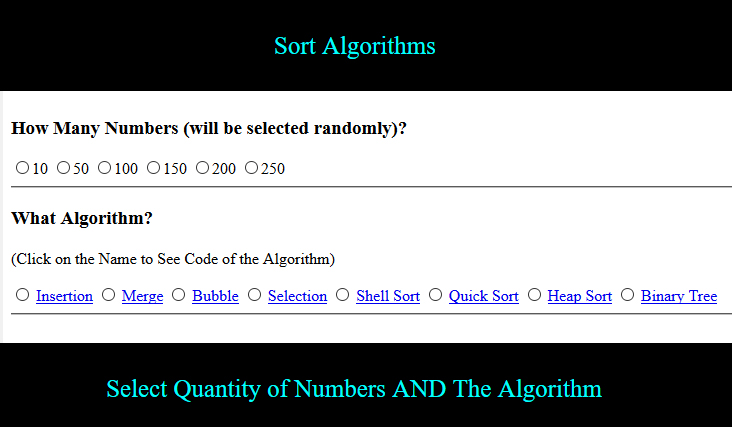 Sort Algorithms
How Many Numbers (will be selected randomly)?
10 50 100 150 200 250
What Algorithm?
(Click on the Name to See Code of the Algorithm)
Insertion Merge Bubble Selection Shell Sort Quick Sort Heap Sort Binary Tree
Select Quantity of Numbers AND The Algorithm